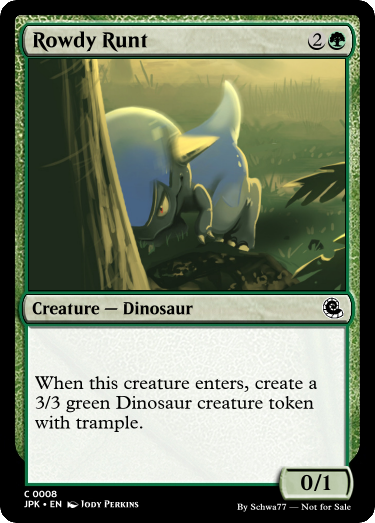 Rowdy Runt 2
Creature — Dinosaur
When this creature enters, create a
3/3 green Dinosaur creature token
with trample.
0/1
C 0008
JPK • EN Jody Perkins
By Schwa77 — Not for Sale